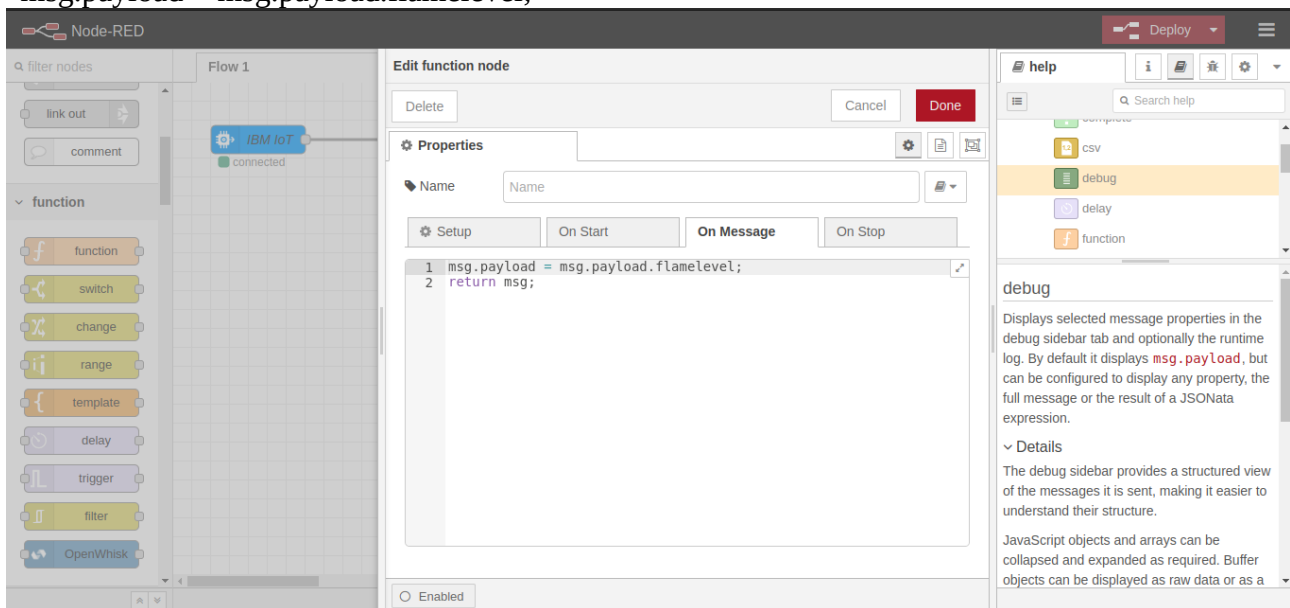 msg.payload = msg.payload.flamelevel;
Node-RED
Deploy
filter nodes
link out
comment
function
function
switch
change
range
template
delay
trigger
filter
OpenWhisk
Flow 1
IBM IoT
connected
Edit function node
Delete
Cancel
Done
Properties
Name
Name
Setup
On Start
On Message
On Stop
1 msg.payload = msg.payload.flamelevel;
2 return msg;
Enabled
help
i
Search help
complete
csv
debug
delay
function
debug
Displays selected message properties in the
debug sidebar tab and optionally the runtime
log. By default it displays msg.payload, but
can be configured to display any property, the
full message or the result of a JSONata
expression.
Details
The debug sidebar provides a structured view
of the messages it is sent, making it easier to
understand their structure.
JavaScript objects and arrays can be
collapsed and expanded as required. Buffer
objects can be displayed as raw data or as a